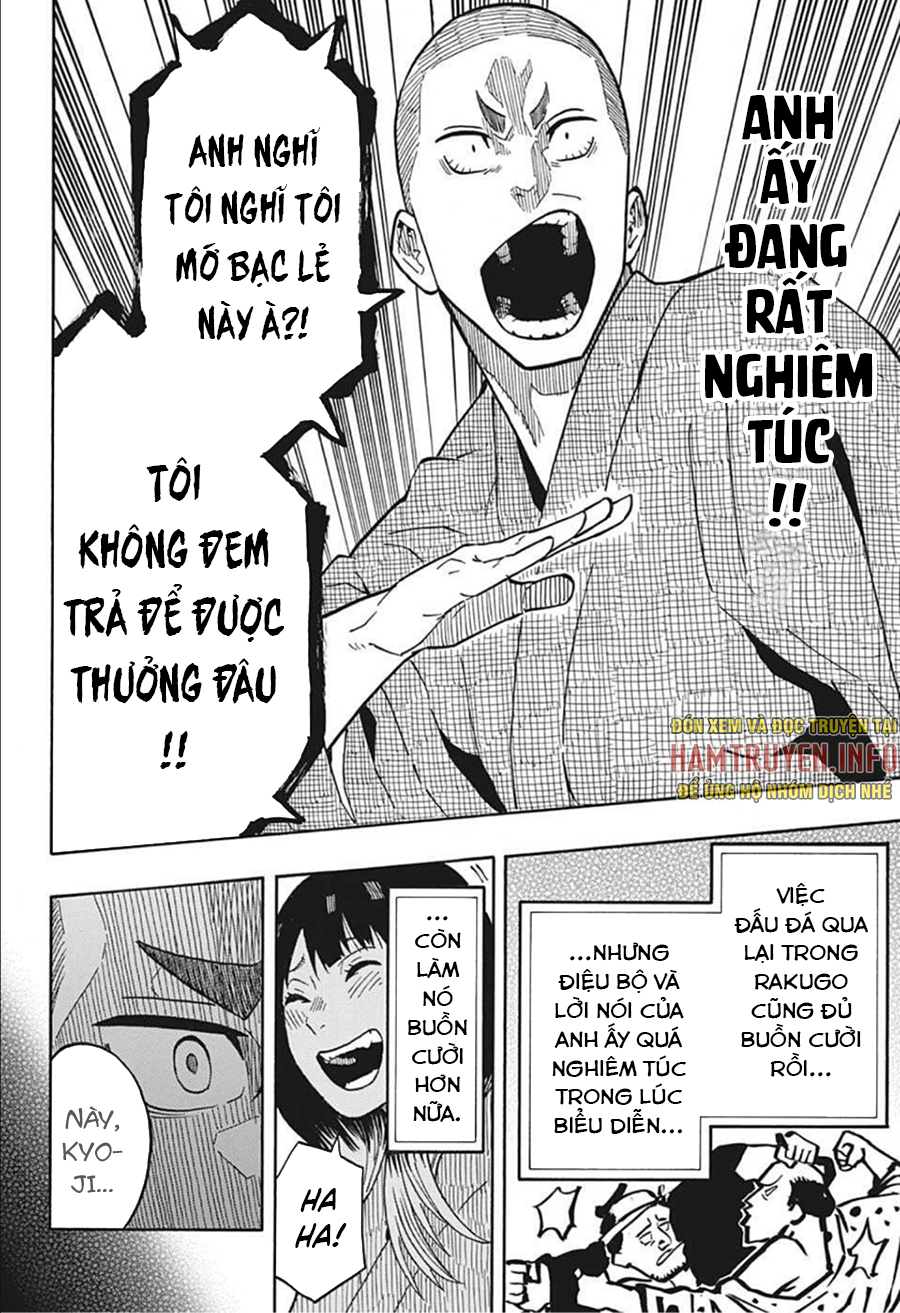 ANH
ẤY
ĐANG
RẤT
NGHIÊM
TÚC
!!
ANH NGHĨ
TÔI NGHĨ TÔI
MỚ BẠC LẺ
NÀY À?!
TÔI
KHÔNG ĐEM
TRẢ ĐỂ ĐƯỢC
THƯỞNG ĐÂU
!!
ĐÓN XEM VÀ ĐỌC TRUYỆN TẠI
HAMTRUYEN.INFO
ĐỂ ỦNG HỘ NHÓM DỊCH NHÉ
VIỆC
ĐẤU ĐÁ QUA
LẠI TRONG
RAKUGO
CŨNG ĐỦ
BUỒN CƯỜI
RỒI...
...NHƯNG
ĐIỆU BỘ VÀ
LỜI NÓI CỦA
ANH ẤY QUÁ
NGHIÊM TÚC
TRONG LÚC
BIỂU DIỄN...
...
CÒN
LÀM
NÓ
BUỒN
CƯỜI
HƠN
NỮA.
HA
HA!
NÀY,
KYO-
JI...